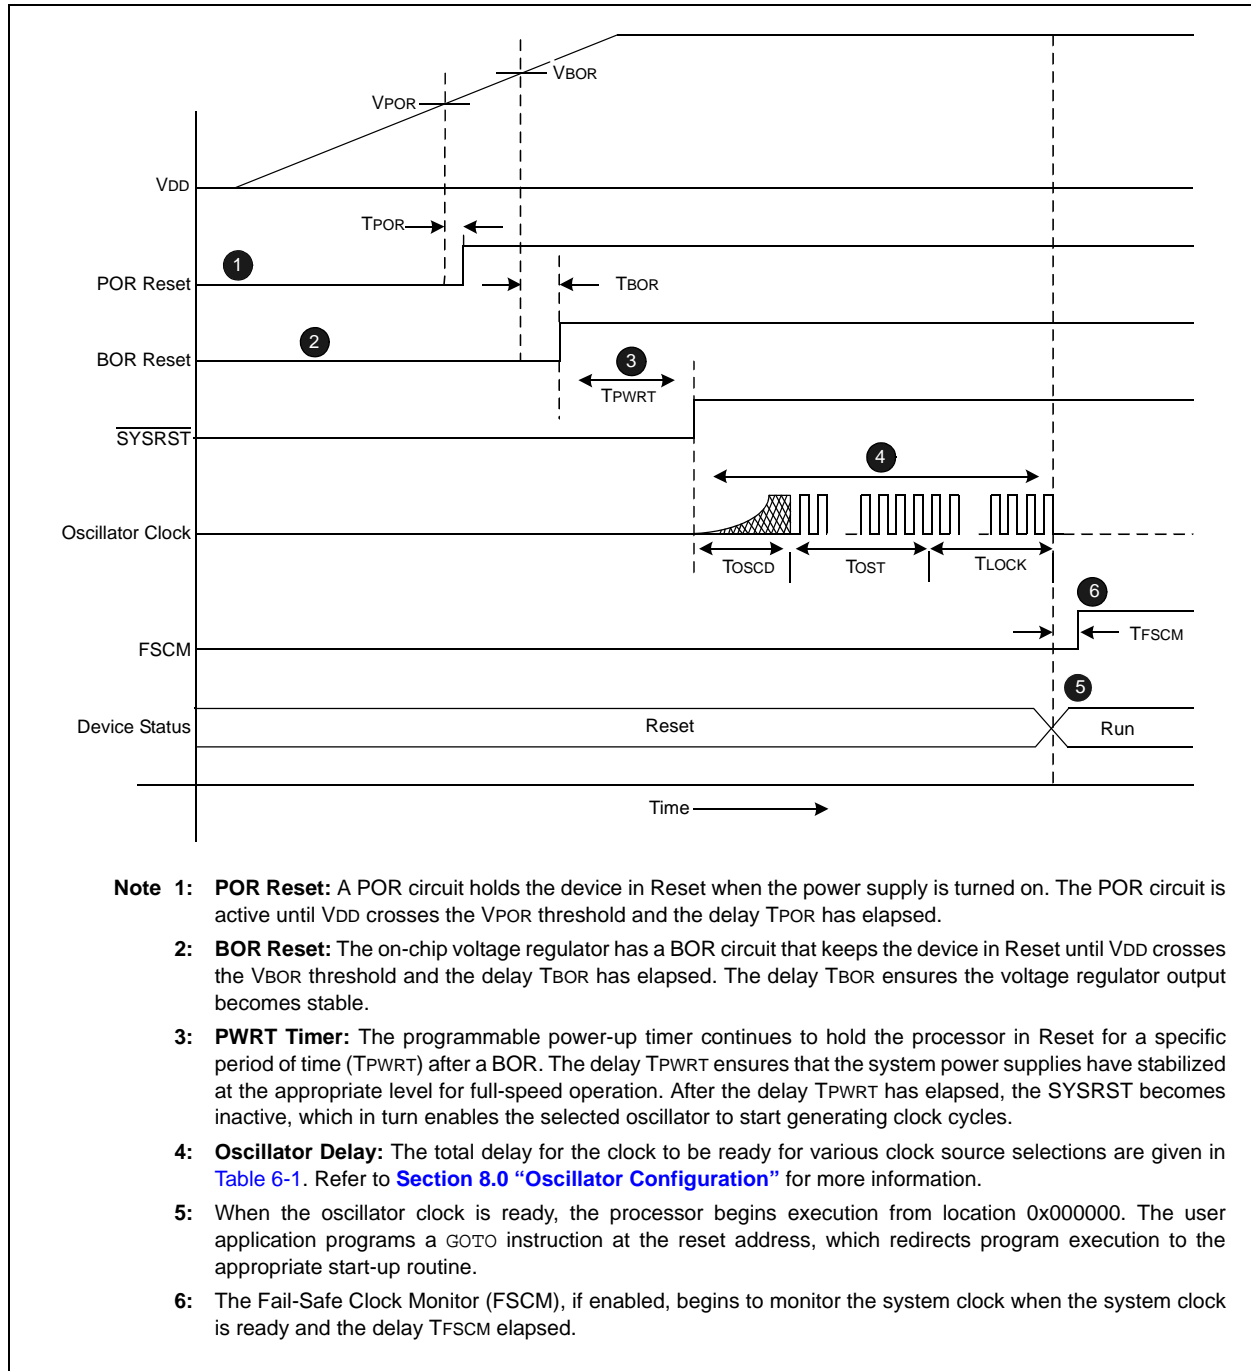 VBOR
VPOR
VDD
TPOR
1
POR Reset
TBOR
2
BOR Reset
3
TPWRT
SYSRST
4
Oscillator Clock
TOSCD
TOST
TLOCK
6
TFSCM
FSCM
5
Device Status
Reset
Run
Time
Note 1: POR Reset: A POR circuit holds the device in Reset when the power supply is turned on. The POR circuit is
active until VDD crosses the VPOR threshold and the delay TPOR has elapsed.
2: BOR Reset: The on-chip voltage regulator has a BOR circuit that keeps the device in Reset until VDD crosses
the VBOR threshold and the delay TBOR has elapsed. The delay TBOR ensures the voltage regulator output
becomes stable.
3: PWRT Timer: The programmable power-up timer continues to hold the processor in Reset for a specific
period of time (TPWRT) after a BOR. The delay TPWRT ensures that the system power supplies have stabilized
at the appropriate level for full-speed operation. After the delay TPWRT has elapsed, the SYSRST becomes
inactive, which in turn enables the selected oscillator to start generating clock cycles.
4: Oscillator Delay: The total delay for the clock to be ready for various clock source selections are given in
Table 6-1. Refer to Section 8.0 “Oscillator Configuration” for more information.
5: When the oscillator clock is ready, the processor begins execution from location 0x000000. The user
application programs a GOTO instruction at the reset address, which redirects program execution to the
appropriate start-up routine.
6: The Fail-Safe Clock Monitor (FSCM), if enabled, begins to monitor the system clock when the system clock
is ready and the delay TFSCM elapsed.